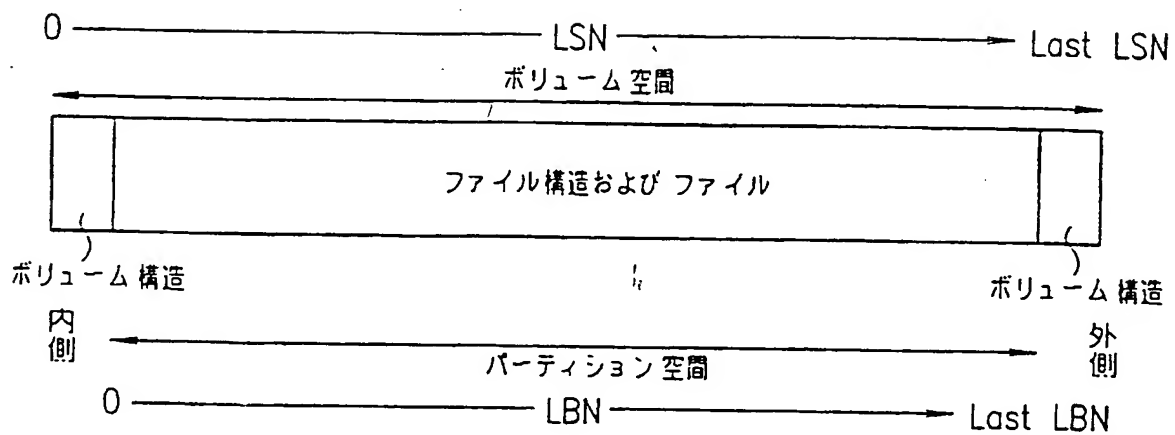 0 LSN Last LSN
ボリューム空間
ファイル構造および ファイル
ボリューム構造 ボリューム構造
内側 外側
パーティション空間
0 LBN Last LBN